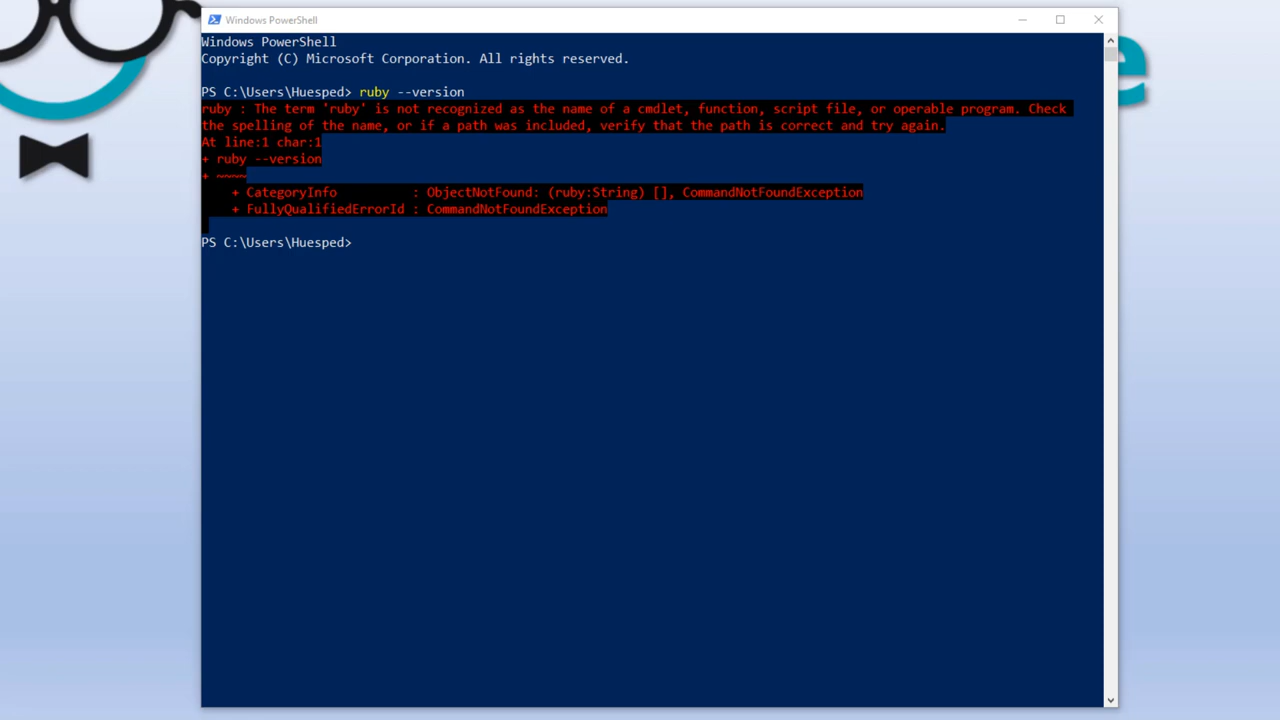 Windows PowerShell
Windows PowerShell
Copyright (C) Microsoft Corporation. All rights reserved.
PS C:\Users\Huesped> ruby --version
ruby : The term 'ruby' is not recognized as the name of a cmdlet, function, script file, or operable program. Check
the spelling of the name, or if a path was included, verify that the path is correct and try again.
At line:1 char:1
+ ruby --version
+ ~~~~
+ CategoryInfo : ObjectNotFound: (ruby:String) [], CommandNotFoundException
+ FullyQualifiedErrorId : CommandNotFoundException
PS C:\Users\Huesped>
e